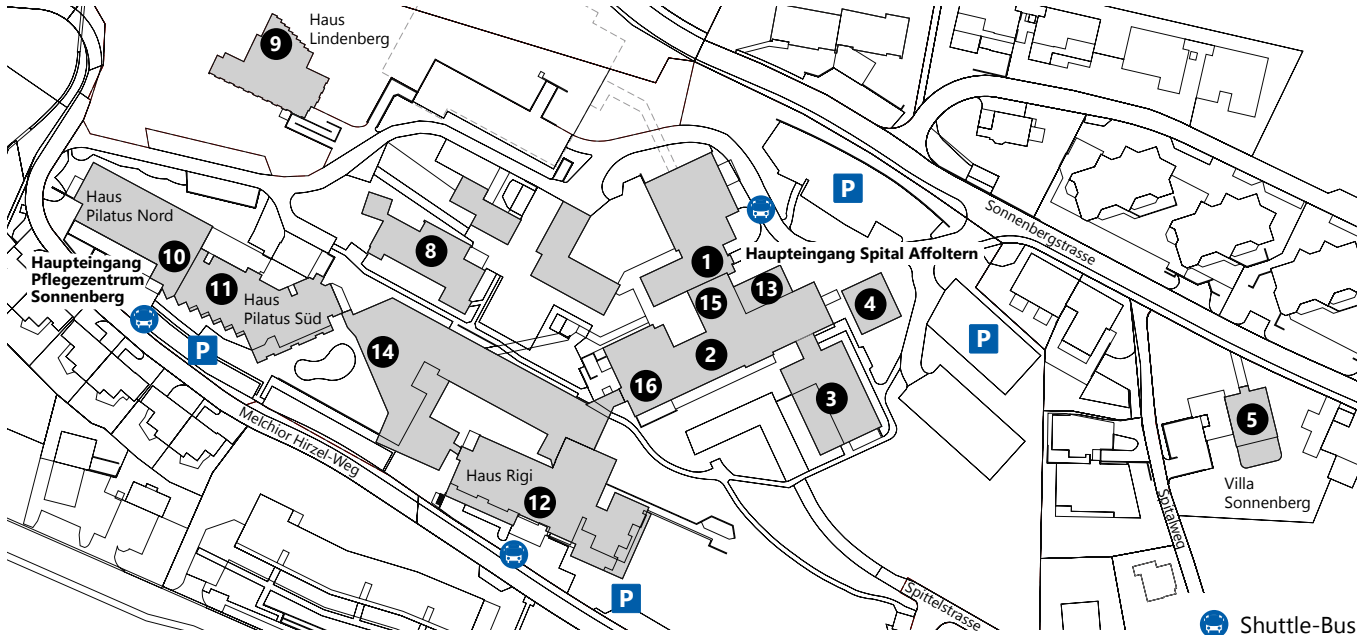 Haus
Lindenberg
9
P
Haus
Pilatus Nord
Sonnenbergstrasse
8
10
Haupteingang Spital Affoltern
1
Haupteingang
Pflegezentrum
Sonnenberg
11
Haus
Pilatus Süd
15
13
4
P
14
2
P
16
3
Melchior Hirzel-Weg
5
Haus Rigi
12
Villa
Sonnenberg
Spitalweg
P
Spittelstrasse
Shuttle-Bus